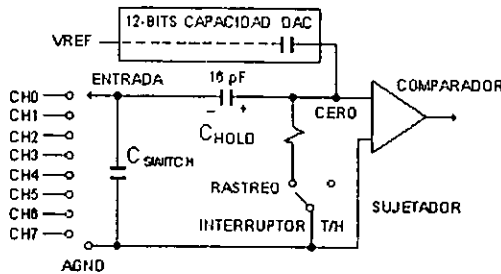 12-BITS CAPACIDAD DAC
VREF
ENTRADA
16 pF
COMPARADOR
CH0
CERO
CH1
− +
CHOLD
CH2
CSWITCH
CH3
CH4
RASTREO
CH5
SUJETADOR
CH6
INTERRUPTOR T/H
CH7
AGND